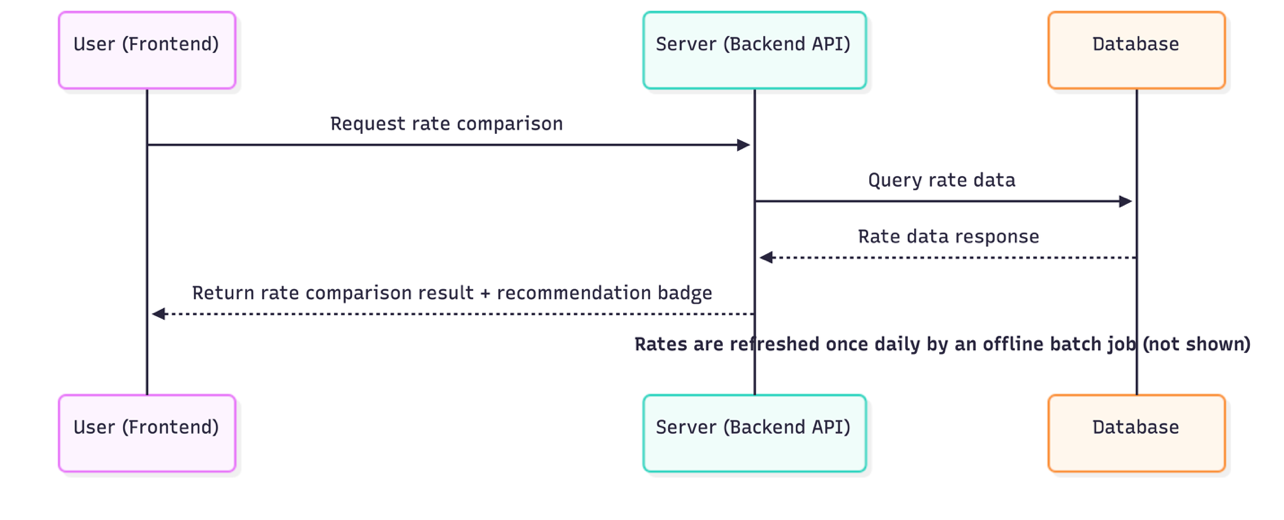 User (Frontend)
Server (Backend API)
Database
Request rate comparison
Query rate data
Rate data response
Return rate comparison result + recommendation badge
Rates are refreshed once daily by an offline batch job (not shown)
User (Frontend)
Server (Backend API)
Database